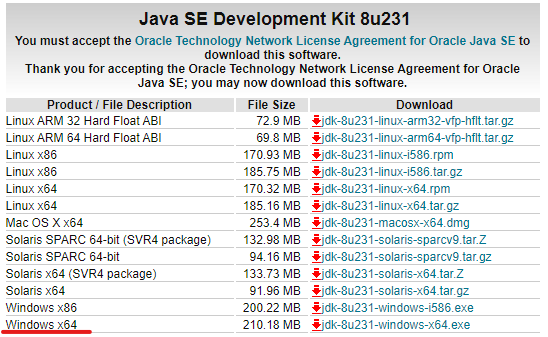 Java SE Development Kit 8u231
You must accept the Oracle Technology Network License Agreement for Oracle Java SE to
download this software.
Thank you for accepting the Oracle Technology Network License Agreement for Oracle
Java SE; you may now download this software.
Product / File Description File Size Download
Linux ARM 32 Hard Float ABI 72.9 MB jdk-8u231-linux-arm32-vfp-hflt.tar.gz
Linux ARM 64 Hard Float ABI 69.8 MB jdk-8u231-linux-arm64-vfp-hflt.tar.gz
Linux x86 170.93 MB jdk-8u231-linux-i586.rpm
Linux x86 185.75 MB jdk-8u231-linux-i586.tar.gz
Linux x64 170.32 MB jdk-8u231-linux-x64.rpm
Linux x64 185.16 MB jdk-8u231-linux-x64.tar.gz
Mac OS X x64 253.4 MB jdk-8u231-macosx-x64.dmg
Solaris SPARC 64-bit (SVR4 package) 132.98 MB jdk-8u231-solaris-sparcv9.tar.Z
Solaris SPARC 64-bit 94.16 MB jdk-8u231-solaris-sparcv9.tar.gz
Solaris x64 (SVR4 package) 133.73 MB jdk-8u231-solaris-x64.tar.Z
Solaris x64 91.96 MB jdk-8u231-solaris-x64.tar.gz
Windows x86 200.22 MB jdk-8u231-windows-i586.exe
Windows x64 210.18 MB jdk-8u231-windows-x64.exe